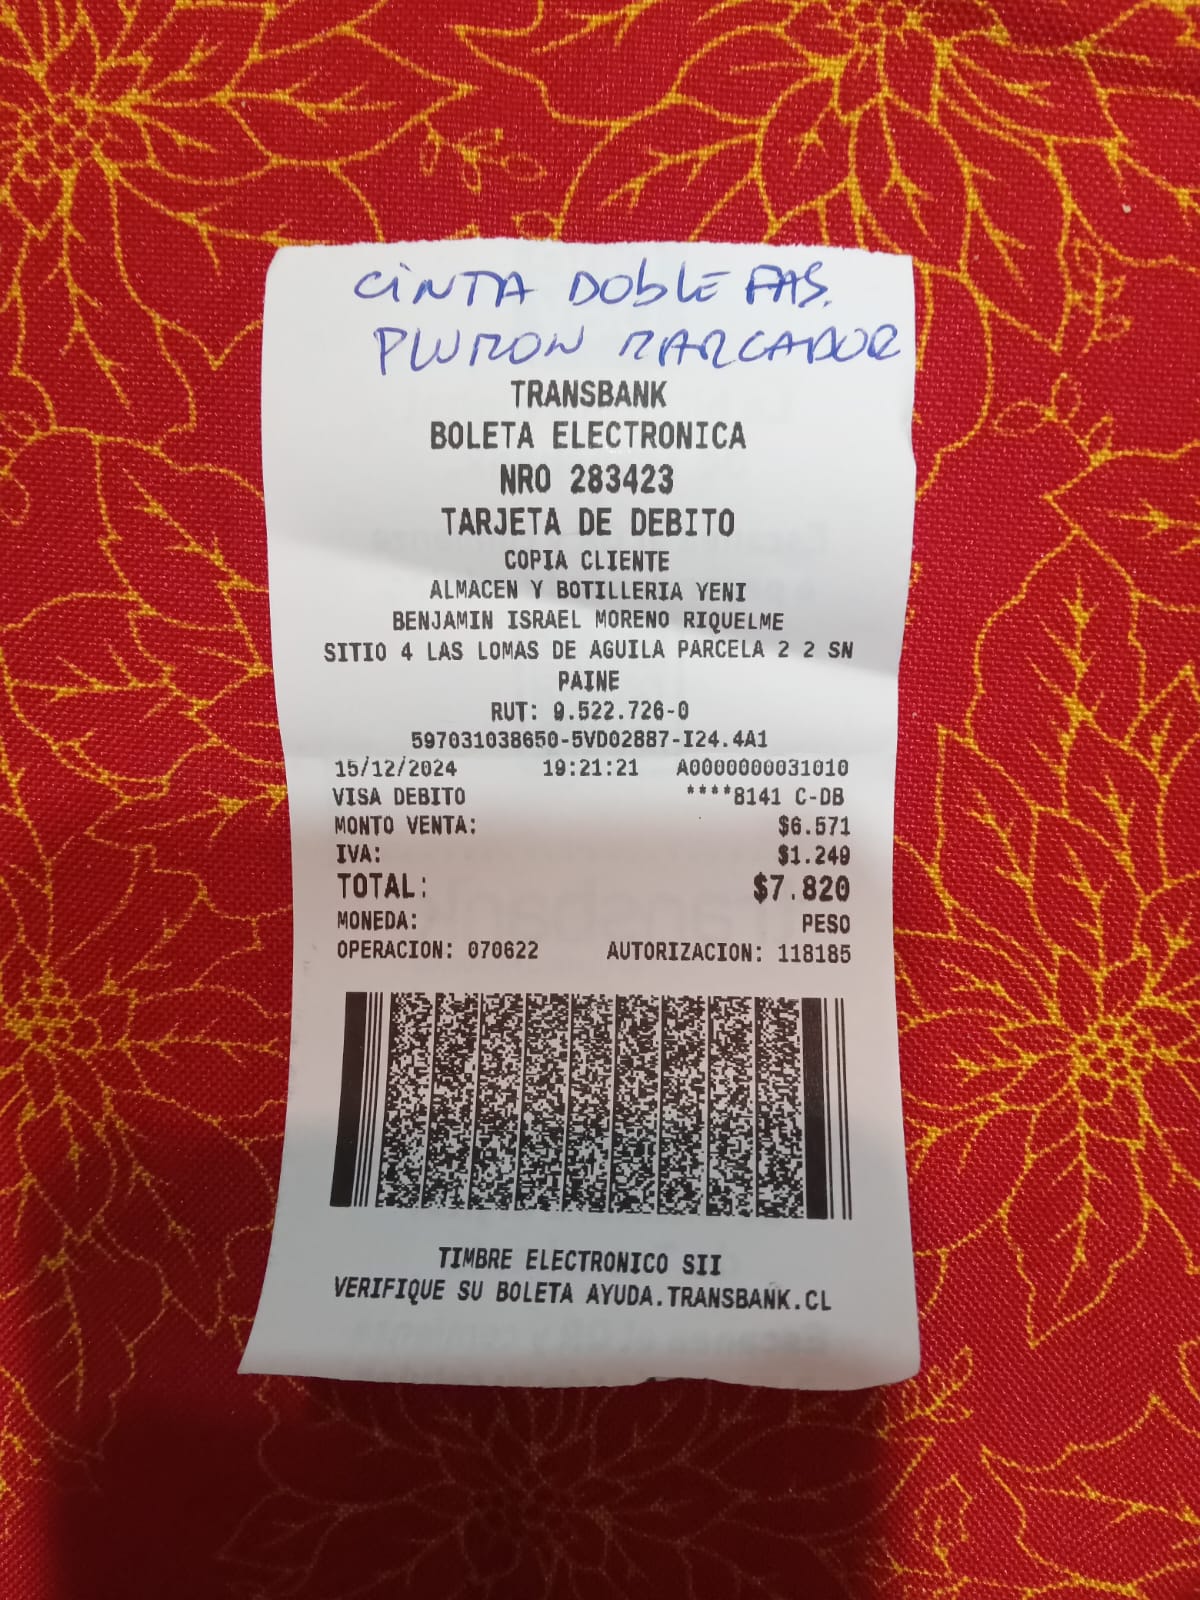 CINTA DOBLE FAS.
PLUMON MARCADOR
TRANSBANK
BOLETA ELECTRONICA
NRO 283423
TARJETA DE DEBITO
COPIA CLIENTE
ALMACEN Y BOTILLERIA YENI
BENJAMIN ISRAEL MORENO RIQUELME
SITIO 4 LAS LOMAS DE AGUILA PARCELA 2 2 SN
PAINE
RUT: 9.522.726-0
597031038650-5VD02887-I24.4A1
15/12/2024 19:21:21 A0000000031010
VISA DEBITO ****8141 C-DB
MONTO VENTA: $6.571
IVA: $1.249
TOTAL: $7.820
MONEDA: PESO
OPERACION: 070622 AUTORIZACION: 118185
TIMBRE ELECTRONICO SII
VERIFIQUE SU BOLETA AYUDA.TRANSBANK.CL